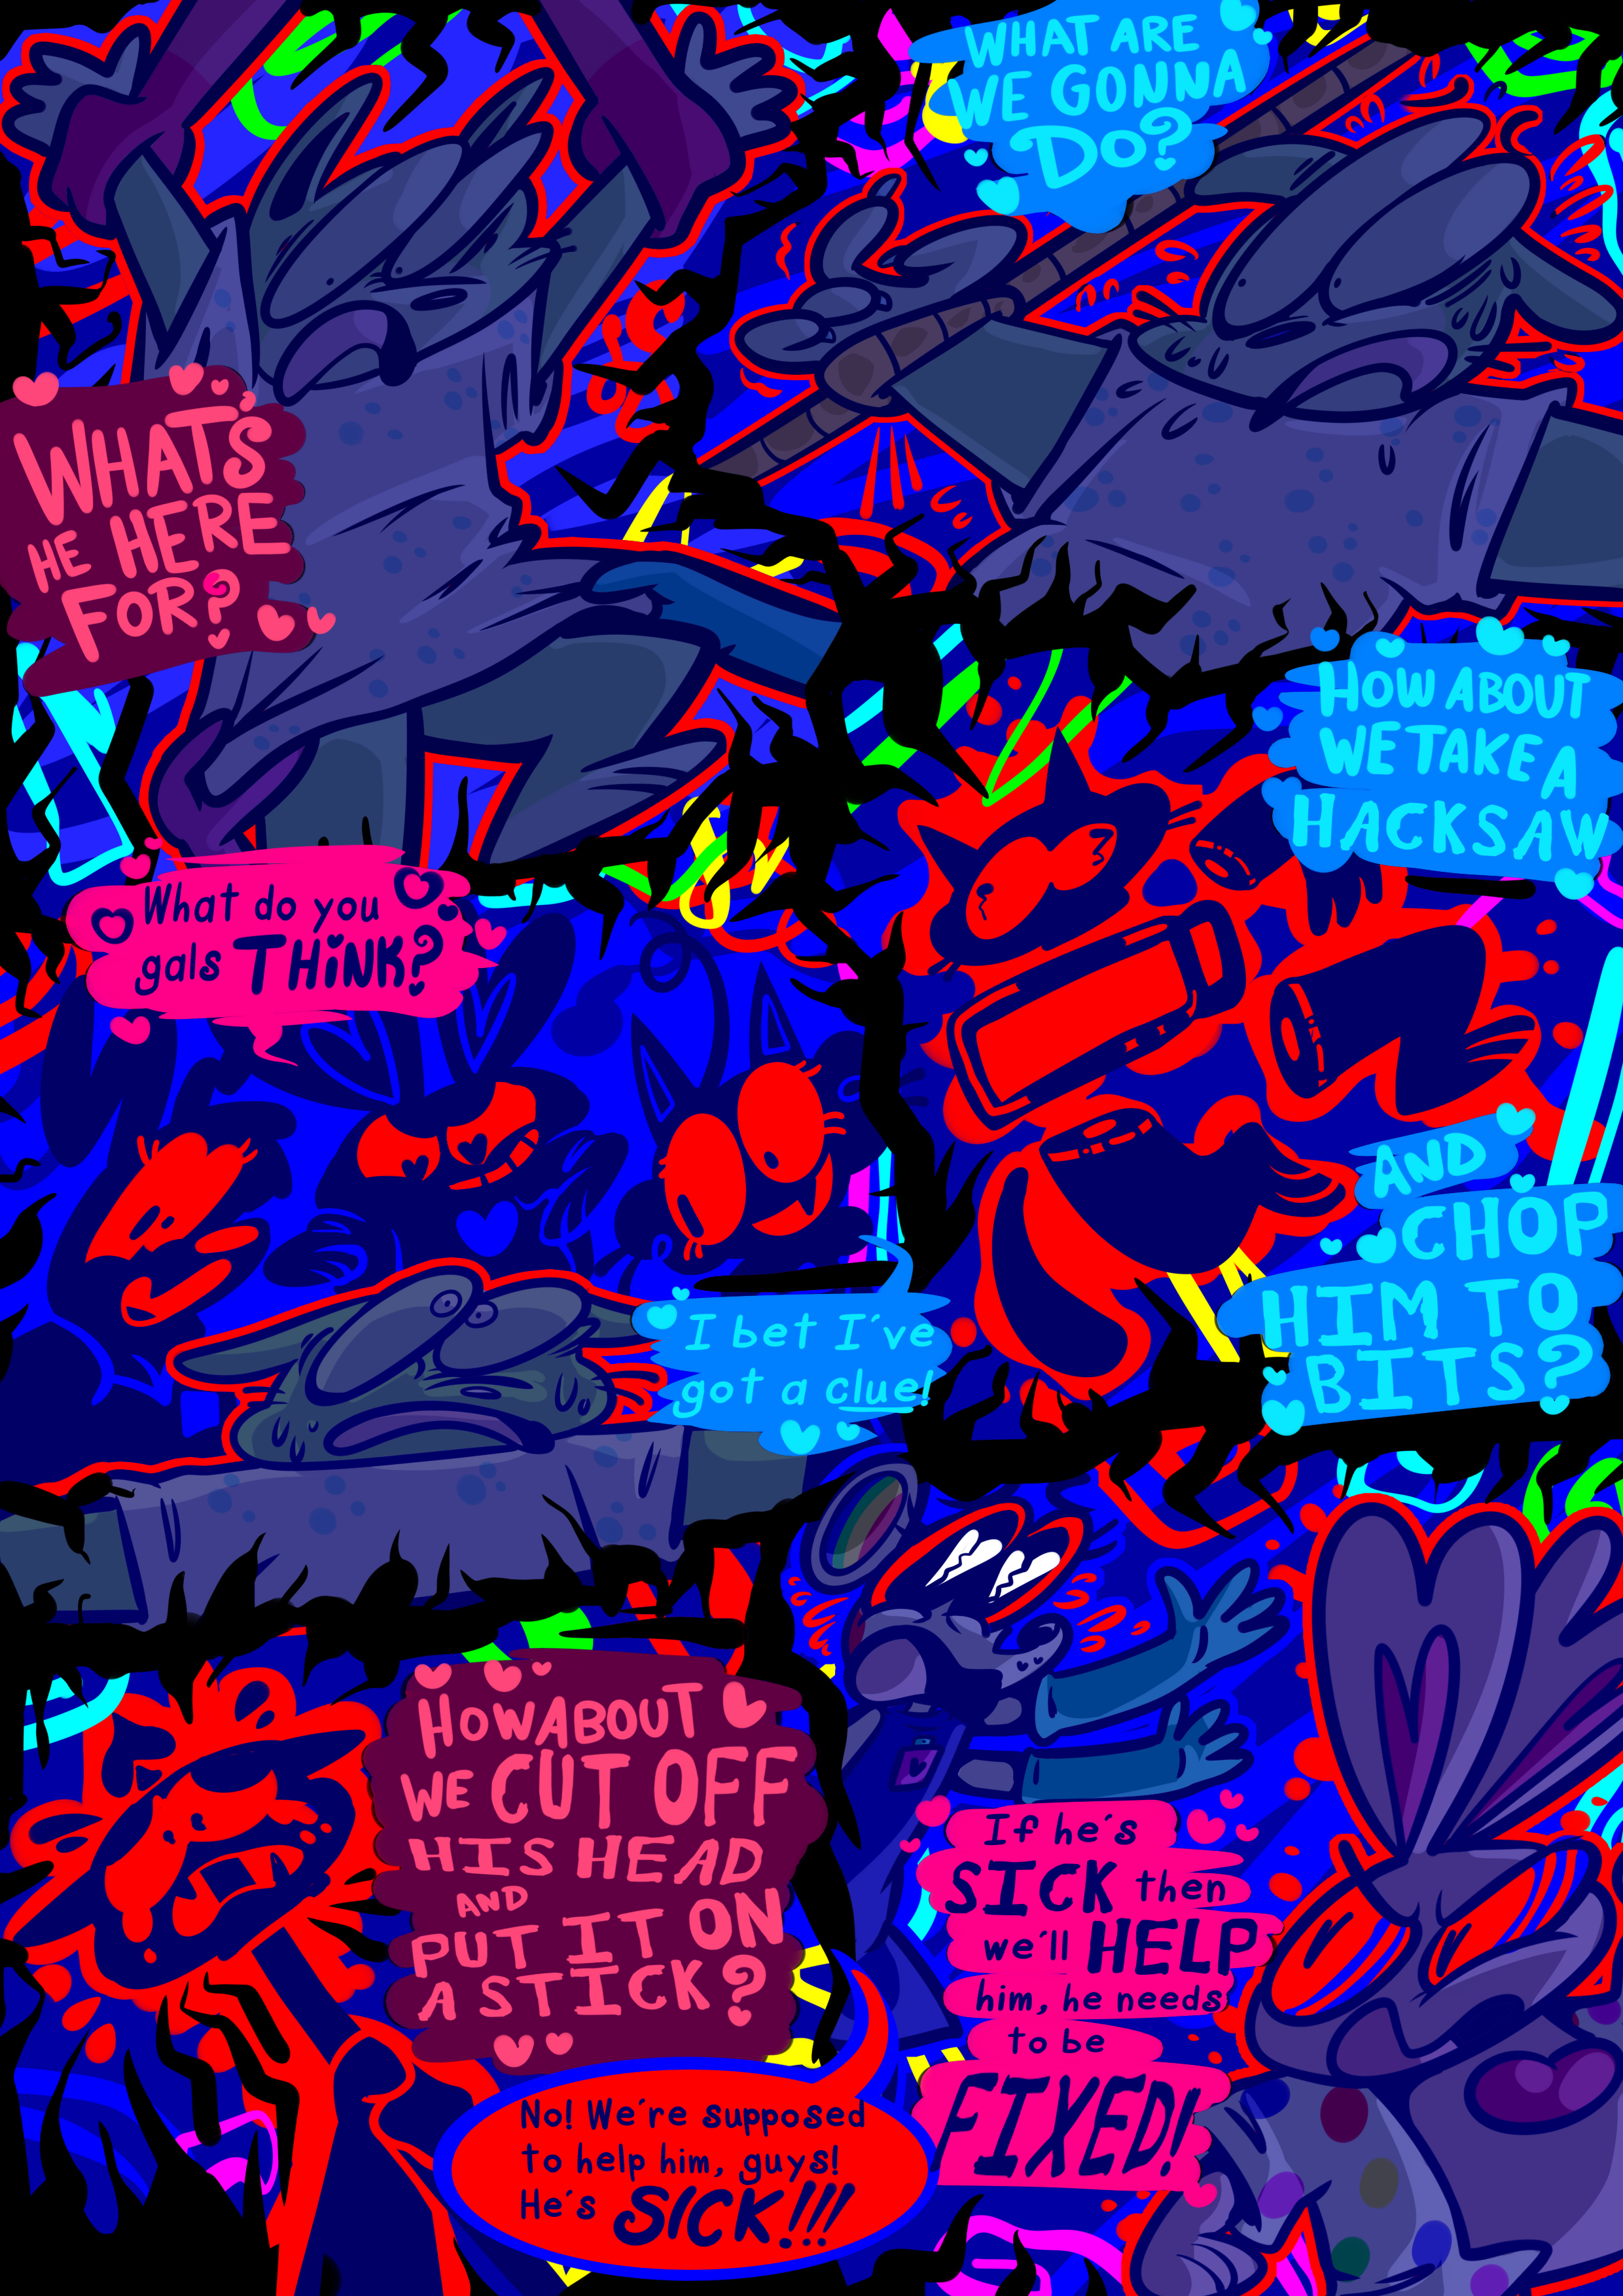 WHAT'S
HE HERE
FOR?
WHAT ARE
WE GONNA
DO?
What do you
gals THINK?
I bet I've
got a clue!
HOW ABOUT
WE TAKE A
HACKSAW
AND
CHOP
HIM TO
BITS?
HOW ABOUT
WE CUT OFF
HIS HEAD
AND
PUT IT ON
A STICK?
No! We're supposed
to help him, guys!
He's SICK!!!
If he's
SICK then
we'll HELP
him, he needs
to be
FIXED!